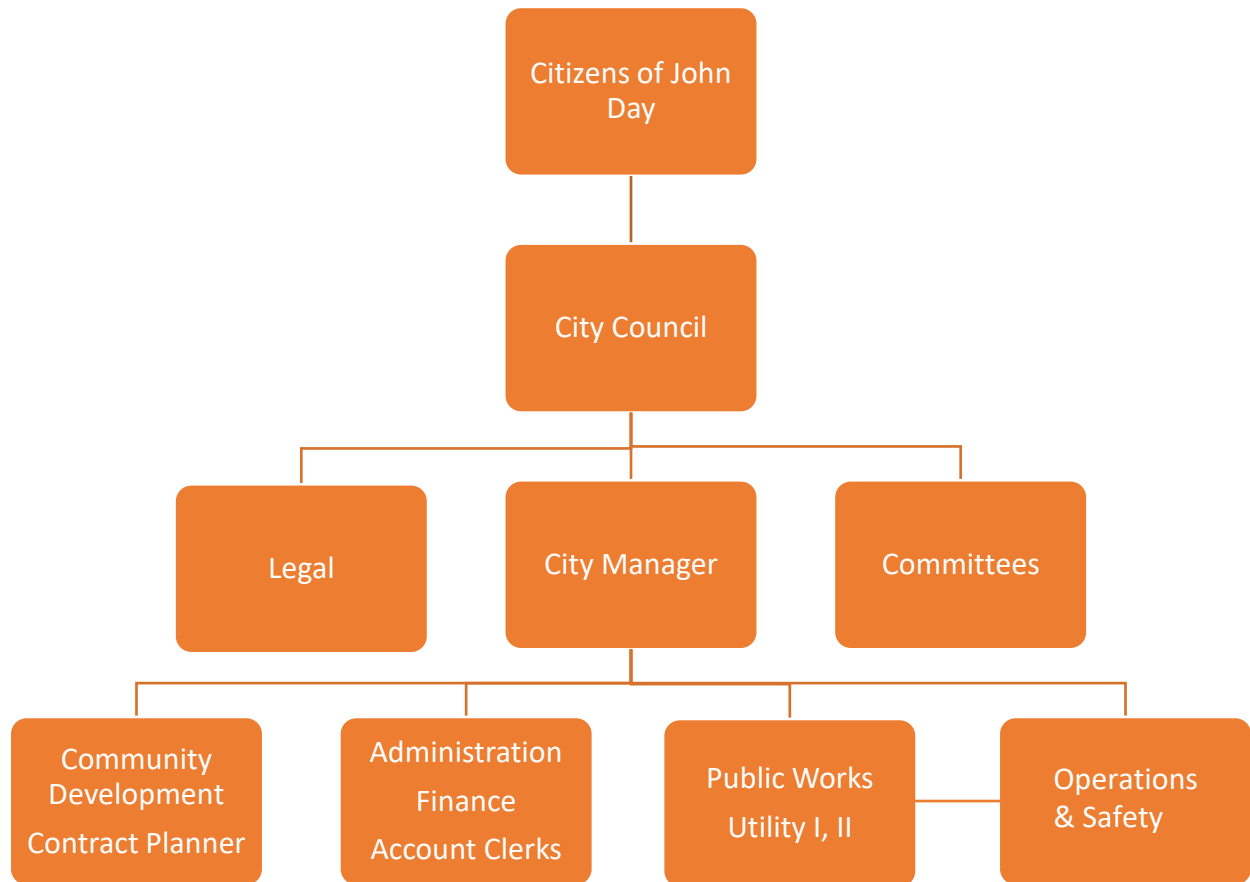 Citizens of John
Day
City Council
Legal
City Manager
Committees
Community
Development
Contract Planner
Administration
Finance
Account Clerks
Public Works
Utility I, II
Operations
& Safety